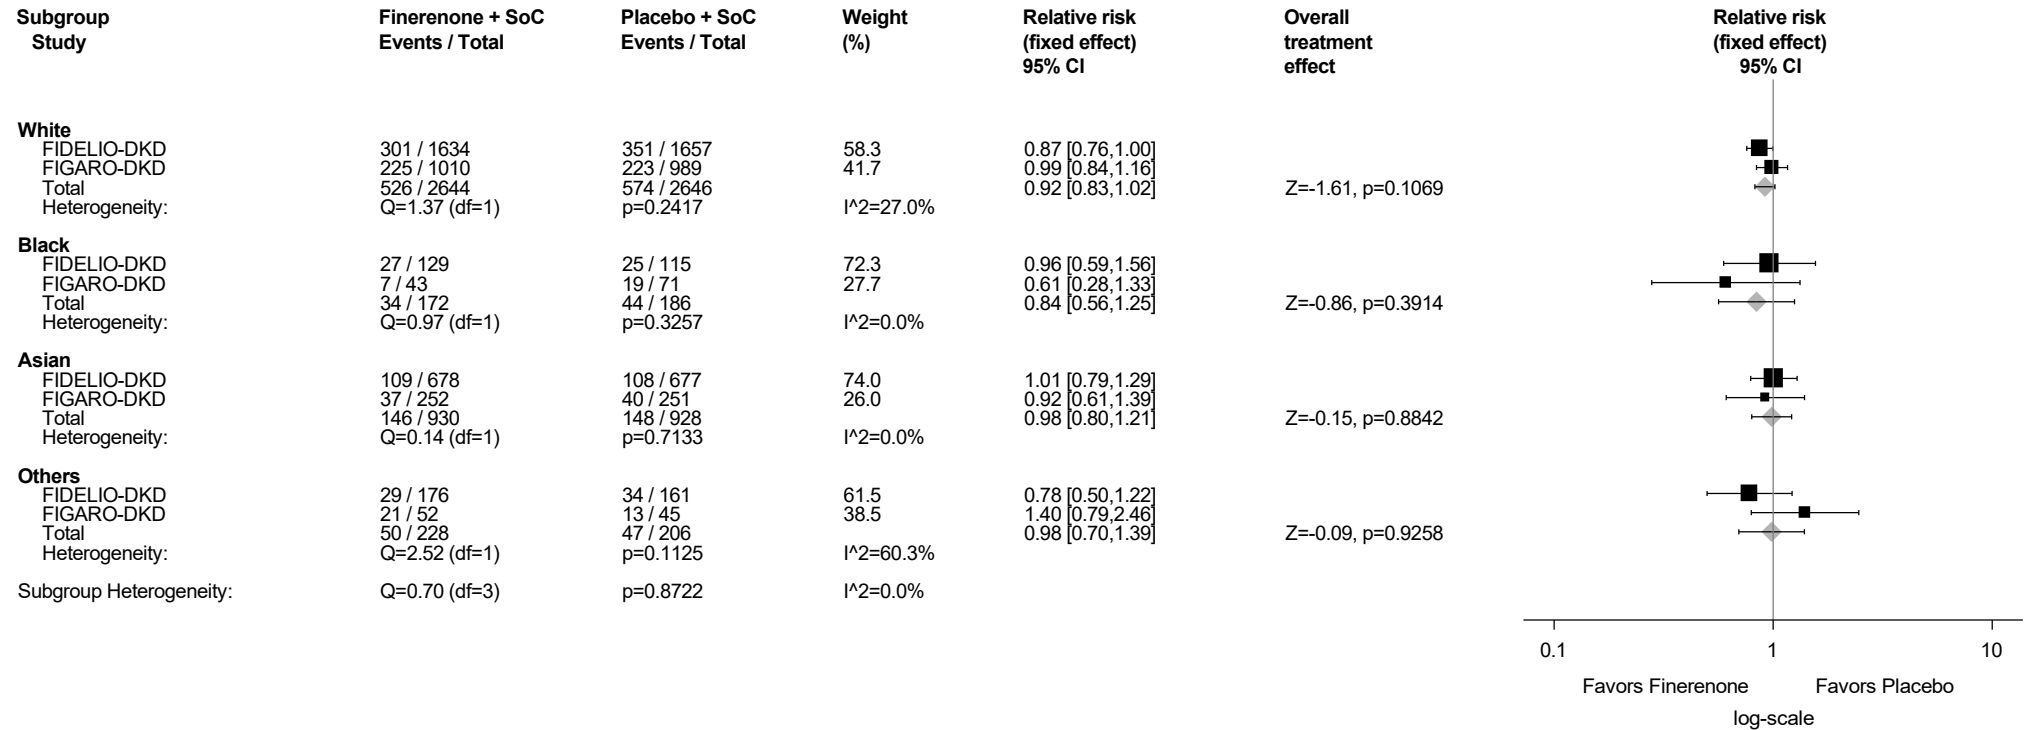 Subgroup Finerenone + SoC Placebo + SoC Weight Relative risk Overall Relative risk
Study Events / Total Events / Total (%) (fixed effect) treatment (fixed effect)
95% CI effect 95% CI
White
FIDELIO-DKD 301 / 1634 351 / 1657 58.3 0.87 [0.76,1.00]
FIGARO-DKD 225 / 1010 223 / 989 41.7 0.99 [0.84,1.16]
Total 526 / 2644 574 / 2646 0.92 [0.83,1.02] Z=-1.61, p=0.1069
Heterogeneity: Q=1.37 (df=1) p=0.2417 I^2=27.0%
Black
FIDELIO-DKD 27 / 129 25 / 115 72.3 0.96 [0.59,1.56]
FIGARO-DKD 7 / 43 19 / 71 27.7 0.61 [0.28,1.33]
Total 34 / 172 44 / 186 0.84 [0.56,1.25] Z=-0.86, p=0.3914
Heterogeneity: Q=0.97 (df=1) p=0.3257 I^2=0.0%
Asian
FIDELIO-DKD 109 / 678 108 / 677 74.0 1.01 [0.79,1.29]
FIGARO-DKD 37 / 252 40 / 251 26.0 0.92 [0.61,1.39]
Total 146 / 930 148 / 928 0.98 [0.80,1.21] Z=-0.15, p=0.8842
Heterogeneity: Q=0.14 (df=1) p=0.7133 I^2=0.0%
Others
FIDELIO-DKD 29 / 176 34 / 161 61.5 0.78 [0.50,1.22]
FIGARO-DKD 21 / 52 13 / 45 38.5 1.40 [0.79,2.46]
Total 50 / 228 47 / 206 0.98 [0.70,1.39] Z=-0.09, p=0.9258
Heterogeneity: Q=2.52 (df=1) p=0.1125 I^2=60.3%
Subgroup Heterogeneity: Q=0.70 (df=3) p=0.8722 I^2=0.0%
0.1 1 10
Favors Finerenone Favors Placebo
log-scale